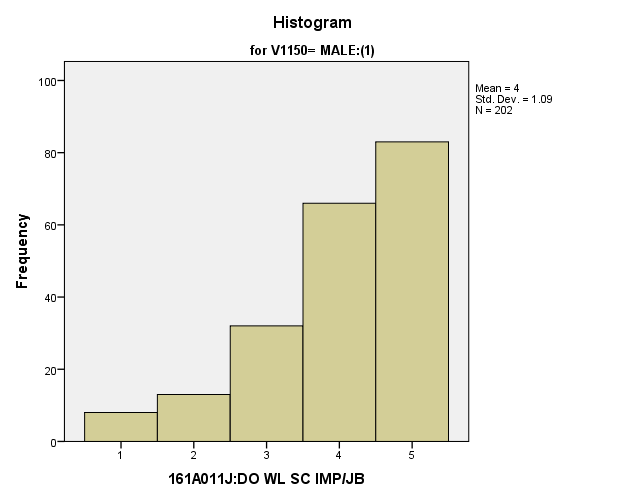 Histogram
for V1150= MALE:(1)
Mean = 4
Std. Dev. = 1.09
N = 202
100
80
60
40
20
0
Frequency
1 2 3 4 5
161A011J:DO WL SC IMP/JB